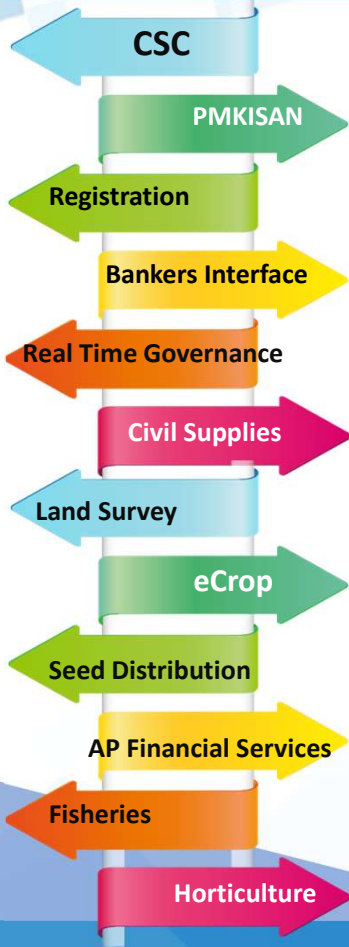 CSC
PMKISAN
Registration
Bankers Interface
Real Time Governance
Civil Supplies
Land Survey
eCrop
Seed Distribution
AP Financial Services
Fisheries
Horticulture